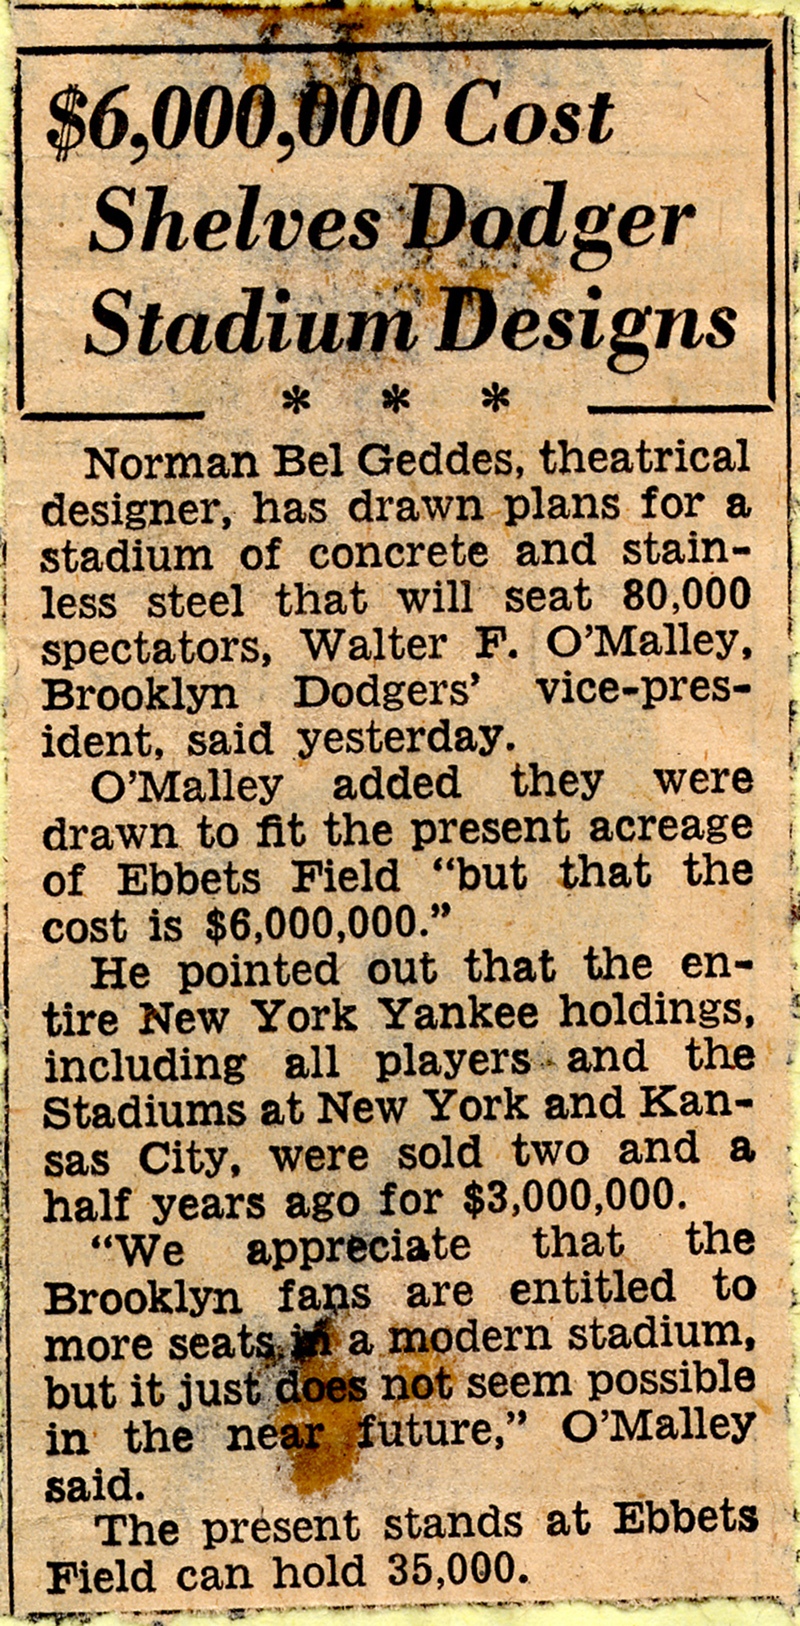 $6,000,000 Cost
Shelves Dodger
Stadium Designs
* * *
Norman Bel Geddes, theatrical
designer, has drawn plans for a
stadium of concrete and stain-
less steel that will seat 80,000
spectators, Walter F. O’Malley,
Brooklyn Dodgers’ vice-pres-
ident, said yesterday.
O’Malley added they were
drawn to fit the present acreage
of Ebbets Field “but that the
cost is $6,000,000.”
He pointed out that the en-
tire New York Yankee holdings,
including all players and the
Stadiums at New York and Kan-
sas City, were sold two and a
half years ago for $3,000,000.
“We appreciate that the
Brooklyn fans are entitled to
more seats in a modern stadium,
but it just does not seem possible
in the near future,” O’Malley
said.
The present stands at Ebbets
Field can hold 35,000.